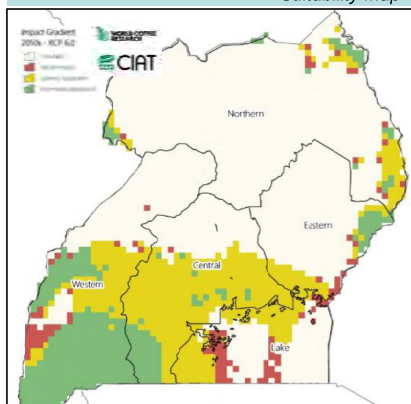 Suitability Map
Impact Gradient
2050s - RCP 6.0
WORLD COFFEE
RESEARCH
CIAT
Northern
Eastern
Central
Western
Lake